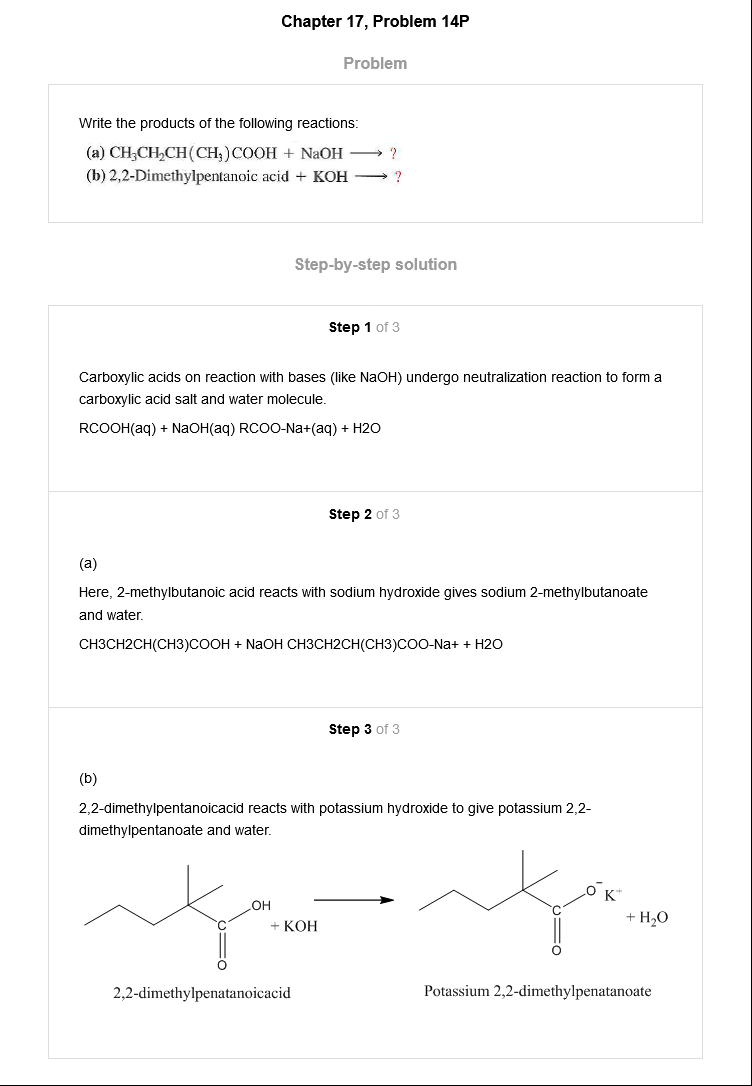 Chapter 17, Problem 14P
Problem
Write the products of the following reactions:
(a) CH₃CH₂CH(CH₃)COOH + NaOH ⟶ ?
(b) 2,2-Dimethylpentanoic acid + KOH ⟶ ?
Step-by-step solution
Step 1 of 3
Carboxylic acids on reaction with bases (like NaOH) undergo neutralization reaction to form a
carboxylic acid salt and water molecule.
RCOOH(aq) + NaOH(aq) RCOO-Na+(aq) + H2O
Step 2 of 3
(a)
Here, 2-methylbutanoic acid reacts with sodium hydroxide gives sodium 2-methylbutanoate
and water.
CH3CH2CH(CH3)COOH + NaOH CH3CH2CH(CH3)COO-Na+ + H2O
Step 3 of 3
(b)
2,2-dimethylpentanoicacid reacts with potassium hydroxide to give potassium 2,2-
dimethylpentanoate and water.
OH
C
O
+ KOH
O⁻ K⁺
C
O
+ H₂O
2,2-dimethylpenatanoicacid
Potassium 2,2-dimethylpenatanoate